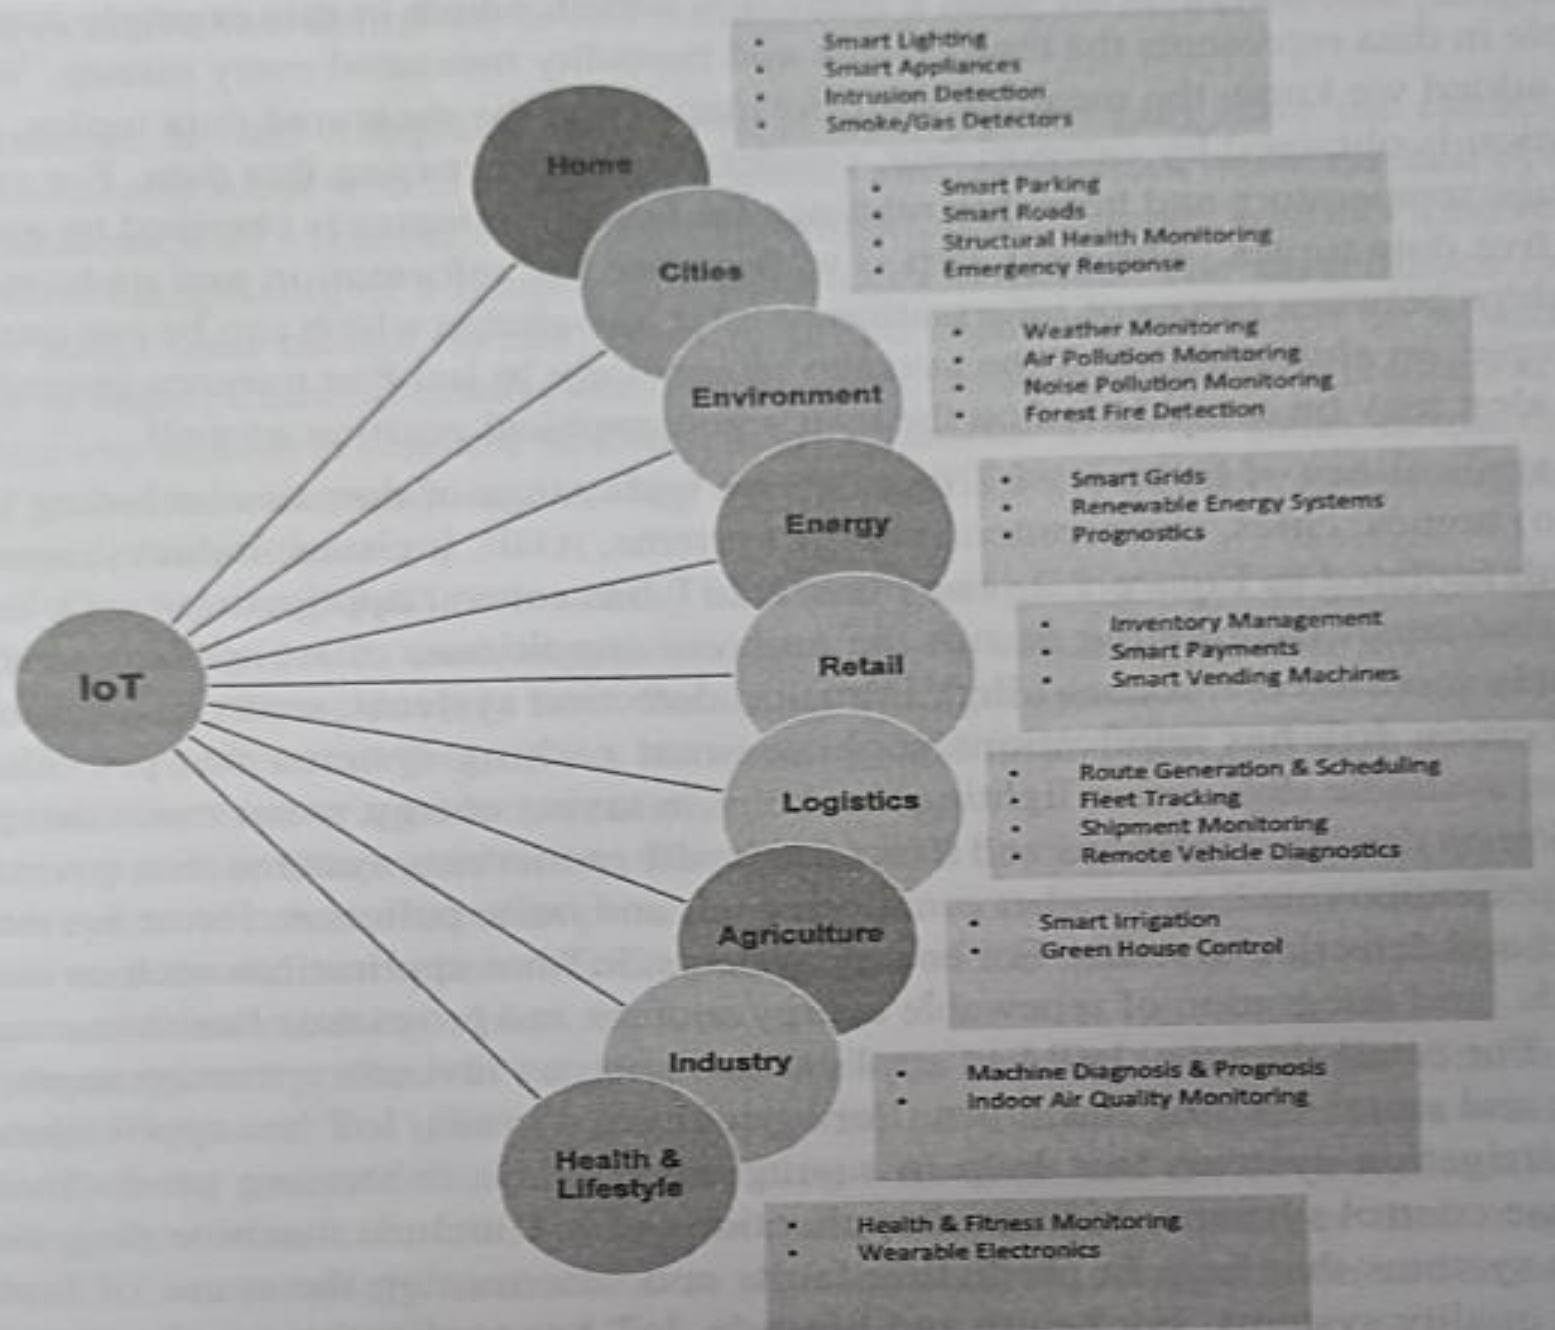 Smart Lighting
Smart Appliances
Intrusion Detection
Smoke/Gas Detectors
Home
Smart Parking
Smart Roads
Structural Health Monitoring
Emergency Response
Cities
Weather Monitoring
Air Pollution Monitoring
Noise Pollution Monitoring
Forest Fire Detection
Environment
Smart Grids
Renewable Energy Systems
Prognostics
Energy
Inventory Management
Smart Payments
Smart Vending Machines
Retail
IoT
Route Generation & Scheduling
Fleet Tracking
Shipment Monitoring
Remote Vehicle Diagnostics
Logistics
Smart Irrigation
Green House Control
Agriculture
Machine Diagnosis & Prognosis
Indoor Air Quality Monitoring
Industry
Health &
Lifestyle
Health & Fitness Monitoring
Wearable Electronics